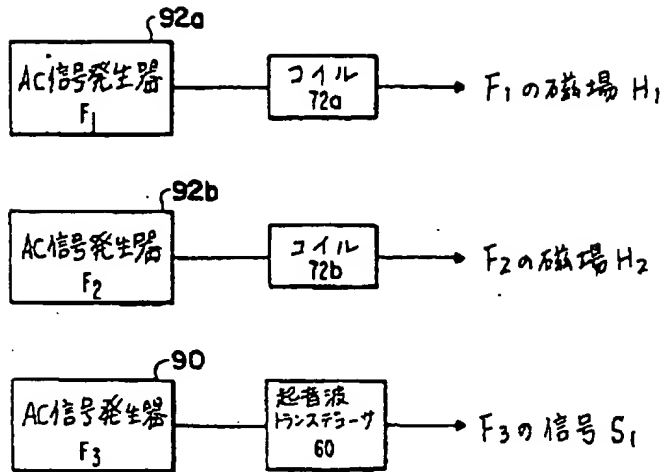 92a
AC信号発生器
F1
コイル
72a
F1の磁場 H1
92b
AC信号発生器
F2
コイル
72b
F2の磁場 H2
90
AC信号発生器
F3
起音波
トランスデューサ
60
F3の信号 S1